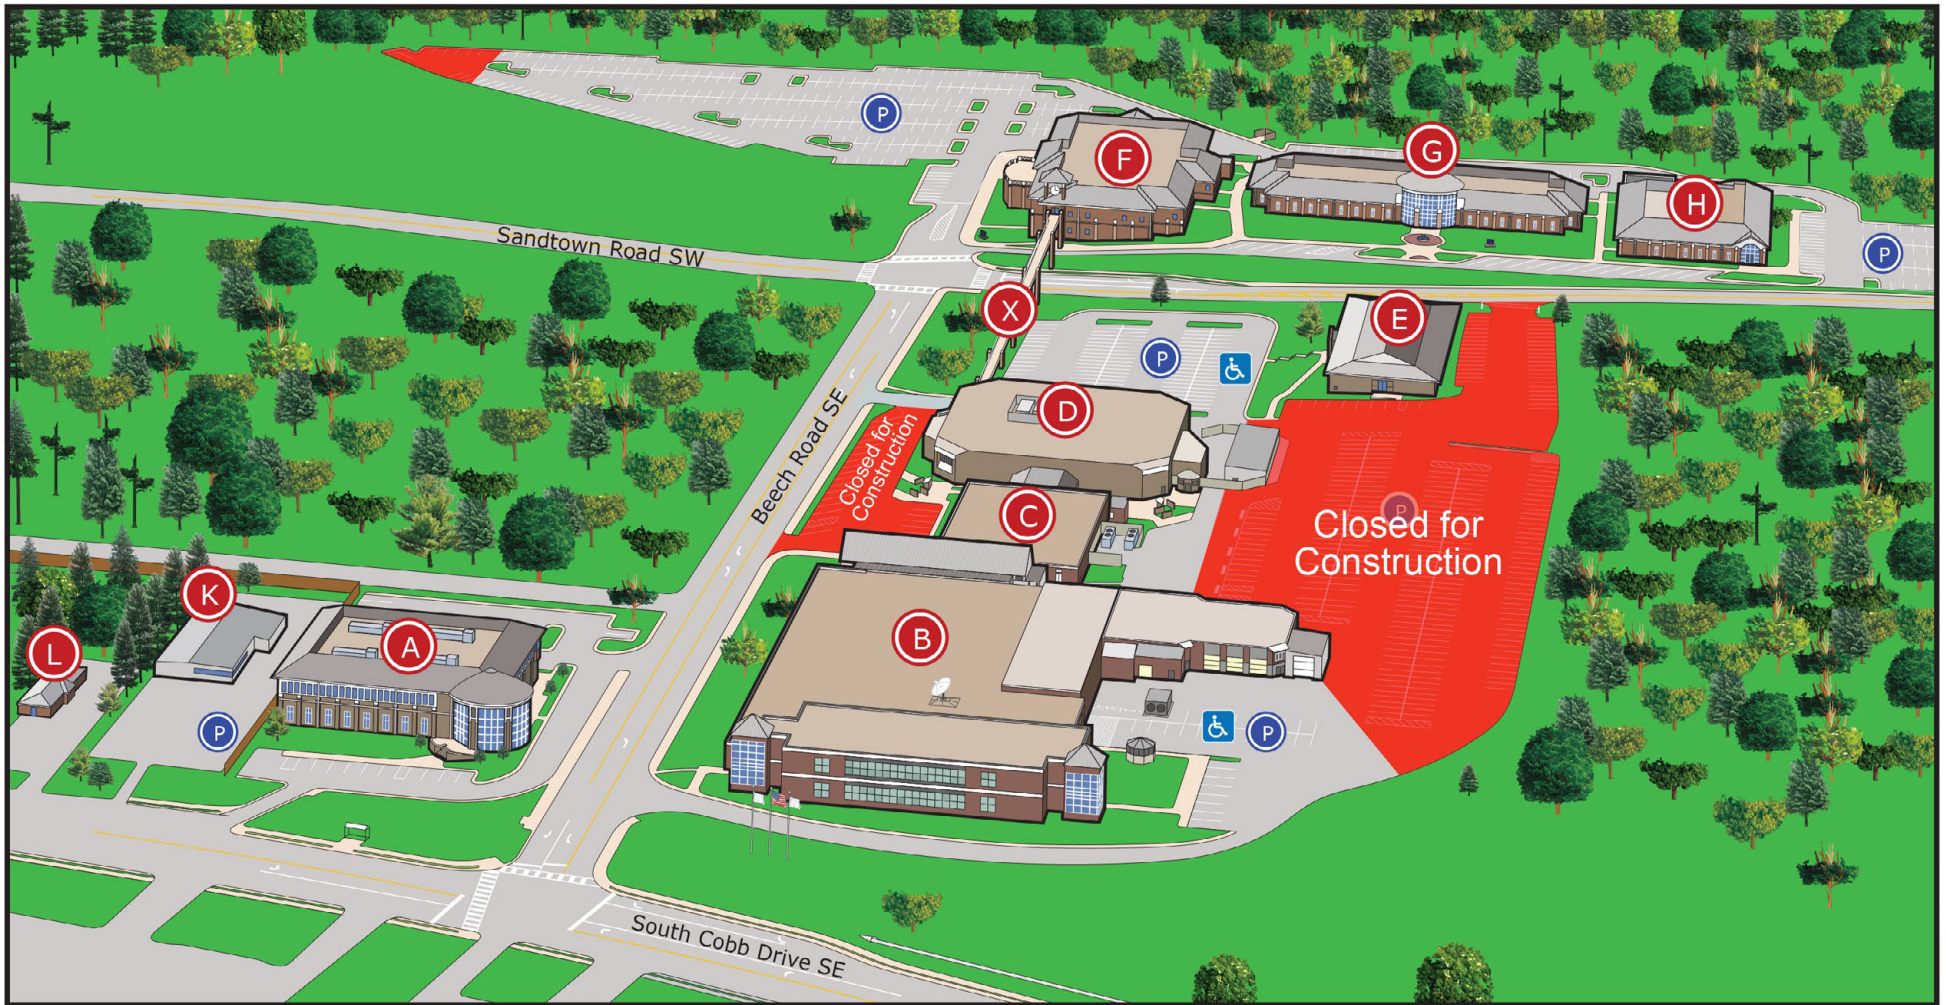 P
F
G
H
P
Sandtown Road SW
X
E
P
D
Beech Road SE
Closed for
Construction
C
P
Closed for
Construction
K
L
A
B
P
P
South Cobb Drive SE